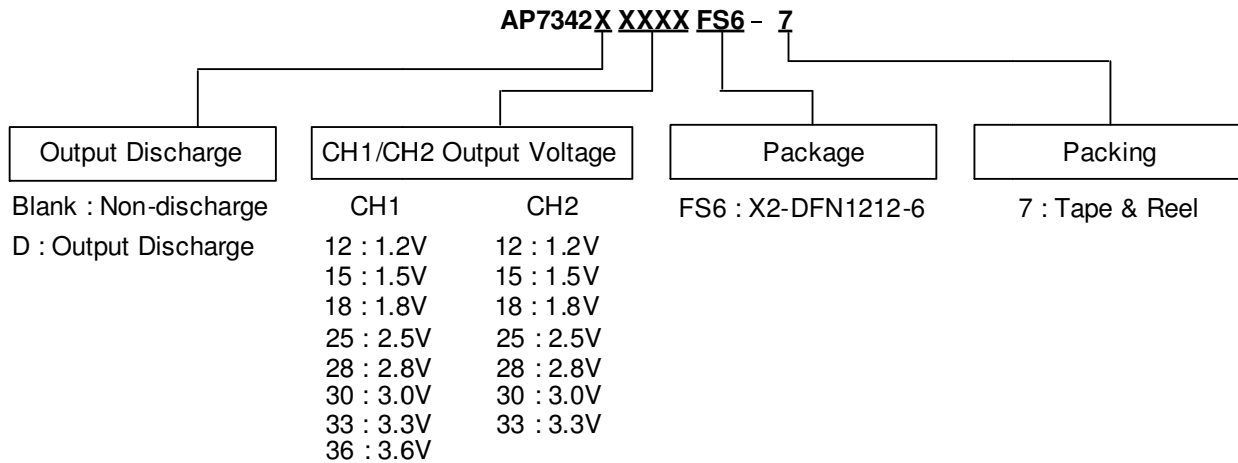 AP7342X XXXX FS6 – 7
Output Discharge
Blank : Non-discharge
D : Output Discharge
CH1/CH2 Output Voltage
CH1 CH2
12 : 1.2V 12 : 1.2V
15 : 1.5V 15 : 1.5V
18 : 1.8V 18 : 1.8V
25 : 2.5V 25 : 2.5V
28 : 2.8V 28 : 2.8V
30 : 3.0V 30 : 3.0V
33 : 3.3V 33 : 3.3V
36 : 3.6V
Package
FS6 : X2-DFN1212-6
Packing
7 : Tape & Reel